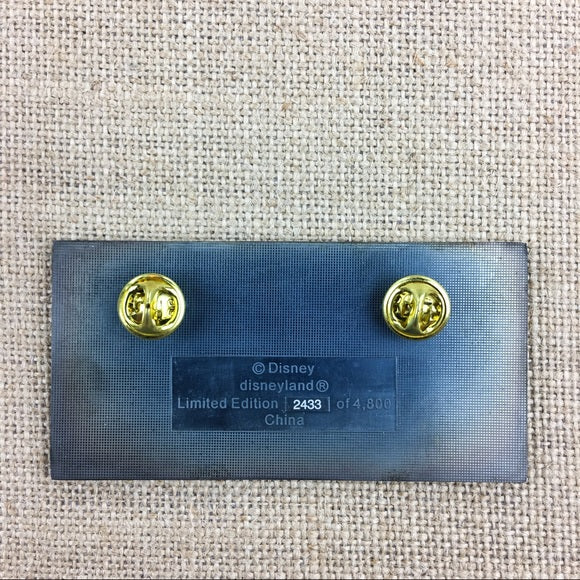 © Disney
disneyland®
Limited Edition 2433 of 4,800
China